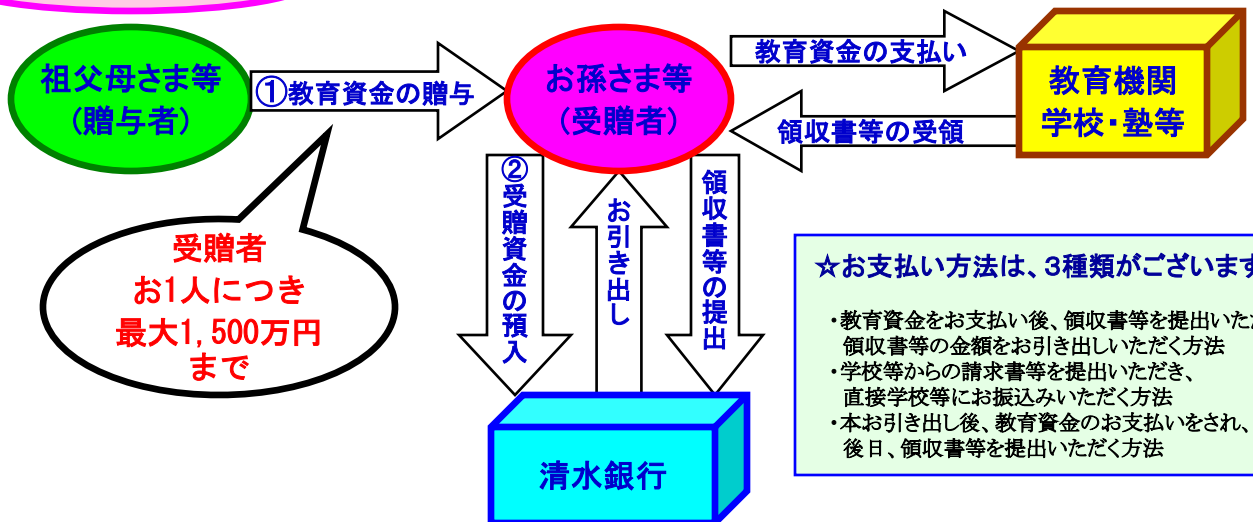 祖父母さま等
(贈与者)
①教育資金の贈与
お孫さま等
(受贈者)
教育資金の支払い
領収書等の受領
教育機関
学校・塾等
受贈者
お1人につき
最大1,500万円
まで
②受贈資金の預入
お引き出し
領収書等の提出
清水銀行
☆お支払い方法は、3種類がございます
・教育資金をお支払い後、領収書等を提出いただ
領収書等の金額をお引き出しいただく方法
・学校等からの請求書等を提出いただき、
直接学校等にお振込みいただく方法
・本お引き出し後、教育資金のお支払いをされ、
後日、領収書等を提出いただく方法